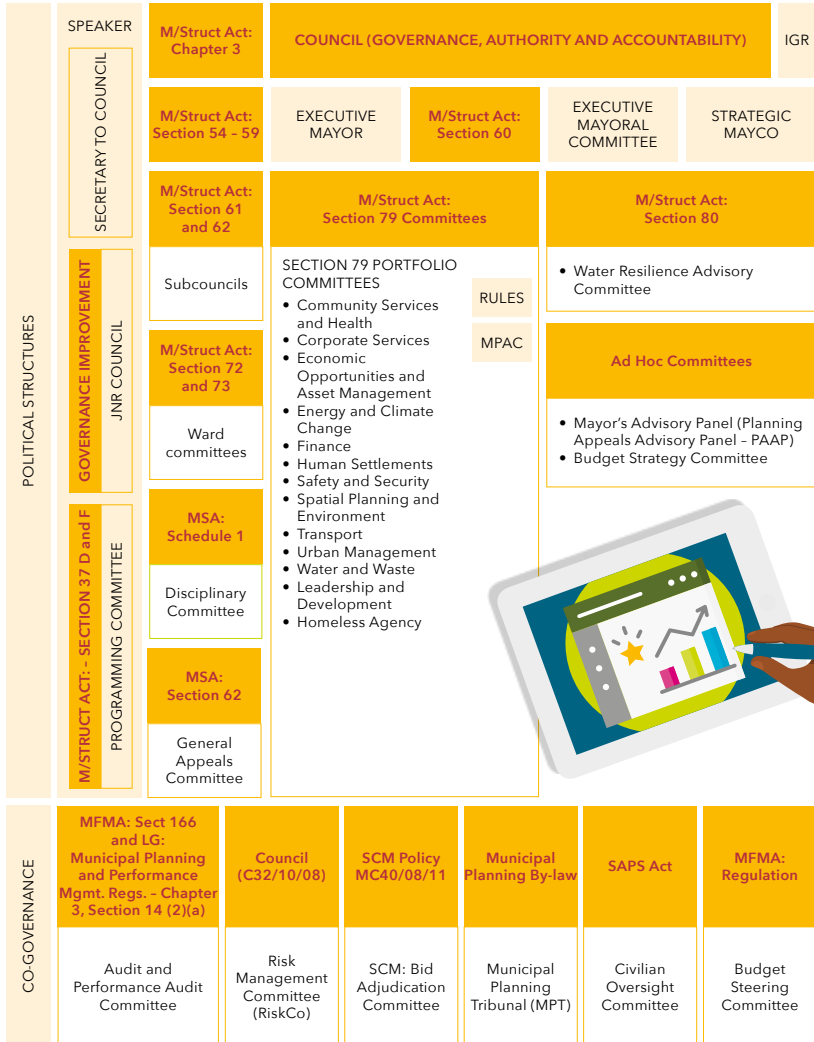 POLITICAL STRUCTURES
SPEAKER
SECRETARY TO COUNCIL
GOVERNANCE IMPROVEMENT
JNR COUNCIL
M/STRUCT ACT: – SECTION 37 D and F
PROGRAMMING COMMITTEE
M/Struct Act:
Chapter 3
COUNCIL (GOVERNANCE, AUTHORITY AND ACCOUNTABILITY)
IGR
M/Struct Act:
Section 54 – 59
EXECUTIVE
MAYOR
M/Struct Act:
Section 60
EXECUTIVE
MAYORAL
COMMITTEE
STRATEGIC
MAYCO
M/Struct Act:
Section 61
and 62
Subcouncils
M/Struct Act:
Section 72
and 73
Ward
committees
MSA:
Schedule 1
Disciplinary
Committee
MSA:
Section 62
General
Appeals
Committee
M/Struct Act:
Section 79 Committees
SECTION 79 PORTFOLIO
COMMITTEES
• Community Services
and Health
• Corporate Services
• Economic
Opportunities and
Asset Management
• Energy and Climate
Change
• Finance
• Human Settlements
• Safety and Security
• Spatial Planning and
Environment
• Transport
• Urban Management
• Water and Waste
• Leadership and
Development
• Homeless Agency
RULES
MPAC
M/Struct Act:
Section 80
• Water Resilience Advisory
Committee
Ad Hoc Committees
• Mayor’s Advisory Panel (Planning
Appeals Advisory Panel – PAAP)
• Budget Strategy Committee
CO-GOVERNANCE
MFMA: Sect 166
and LG:
Municipal Planning
and Performance
Mgmt. Regs. – Chapter
3, Section 14 (2)(a)
Audit and
Performance Audit
Committee
Council
(C32/10/08)
Risk
Management
Committee
(RiskCo)
SCM Policy
MC40/08/11
SCM: Bid
Adjudication
Committee
Municipal
Planning By-law
Municipal
Planning
Tribunal (MPT)
SAPS Act
Civilian
Oversight
Committee
MFMA:
Regulation
Budget
Steering
Committee